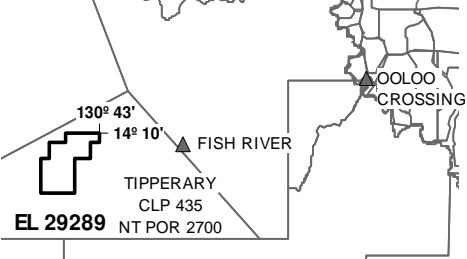 OOLOO
CROSSING
130º 43'
14º 10'
FISH RIVER
TIPPERARY
CLP 435
NT POR 2700
EL 29289